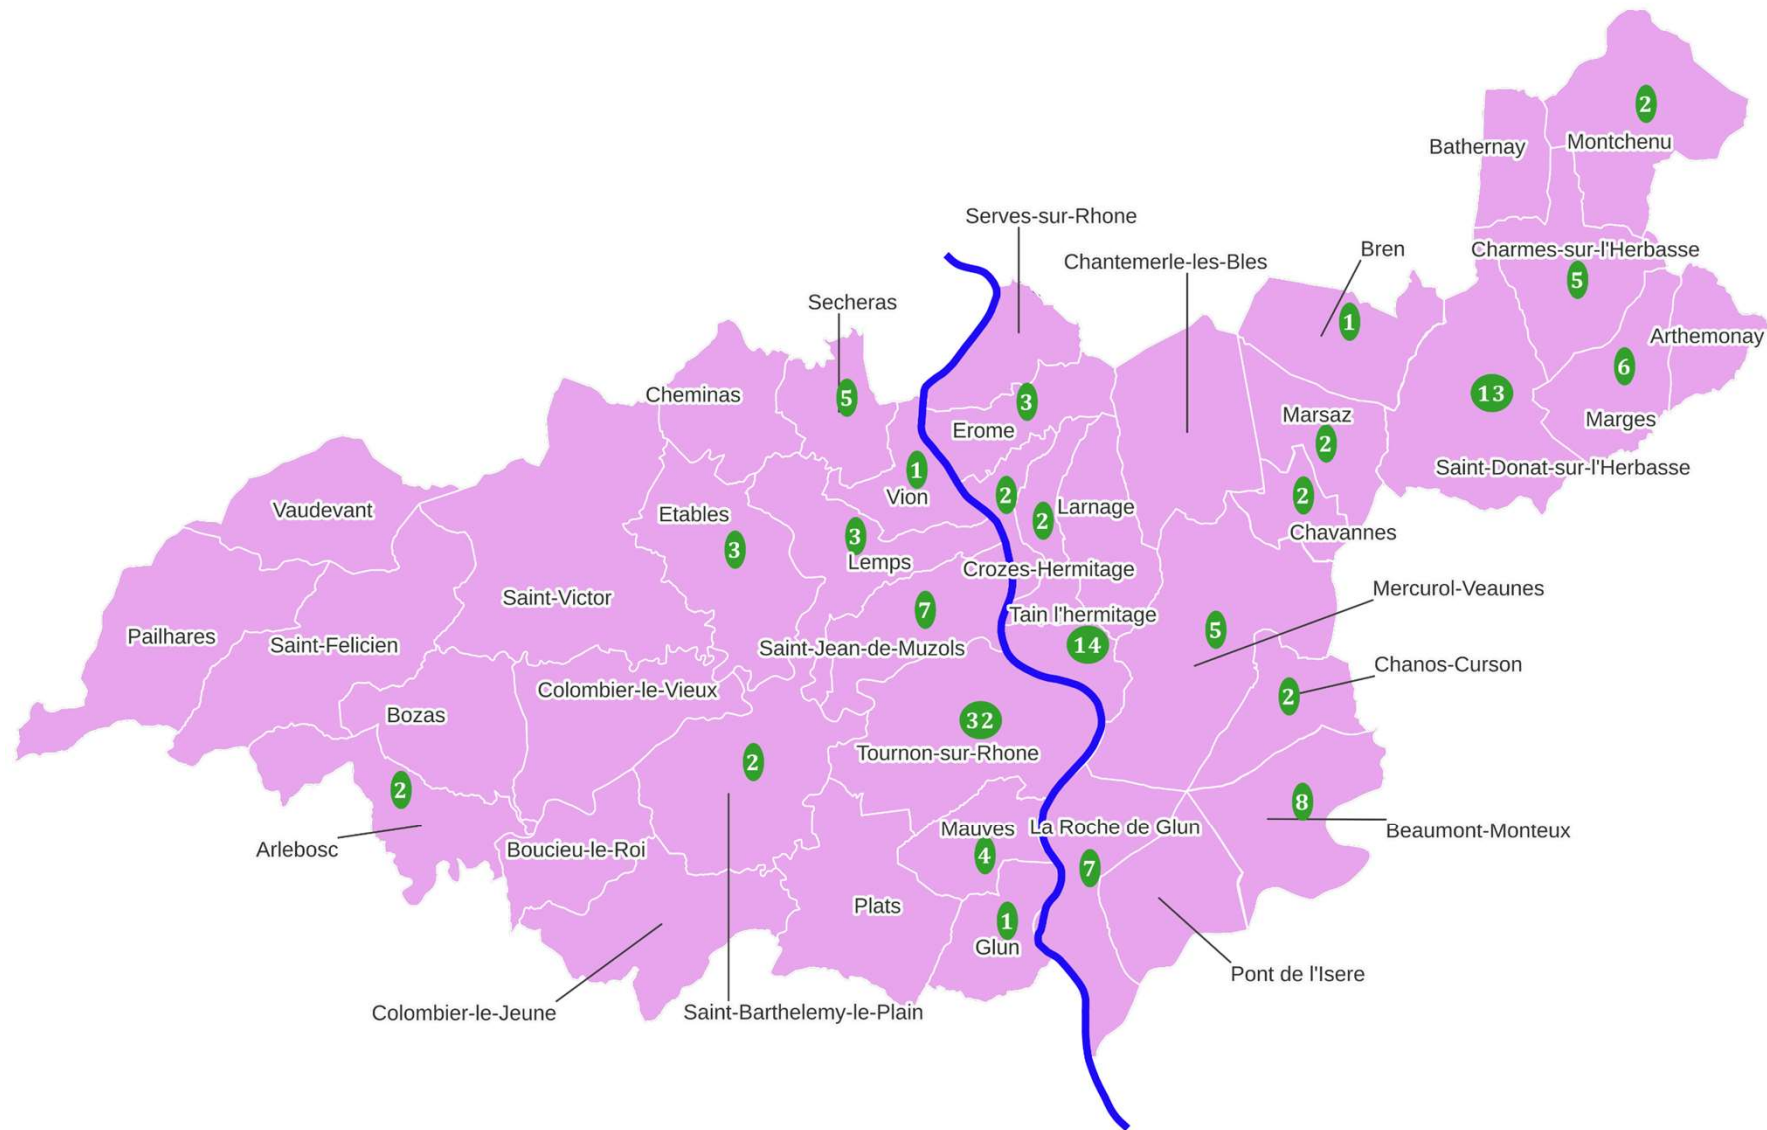 2
Montchenu
Bathernay
Serves-sur-Rhone
Bren
Charmes-sur-l'Herbasse
Chantemerle-les-Bles
5
Secheras
1
Arthemonay
6
Cheminas
5
3
13
Marsaz
Marges
Erome
2
1
Saint-Donat-sur-l'Herbasse
Vion
2
2
Vaudevant
Etables
Larnage
2
Chavannes
3
3
Lemps
Crozes-Hermitage
Mercurol-Veaunes
Saint-Victor
7
Tain l'hermitage
Pailhares
Saint-Felicien
5
Saint-Jean-de-Muzols
14
Chanos-Curson
Colombier-le-Vieux
2
Bozas
32
Tournon-sur-Rhone
2
2
8
Mauves
La Roche de Glun
Beaumont-Monteux
Arlebosc
Boucieu-le-Roi
4
7
Plats
1
Glun
Pont de l'Isere
Colombier-le-Jeune
Saint-Barthelemy-le-Plain